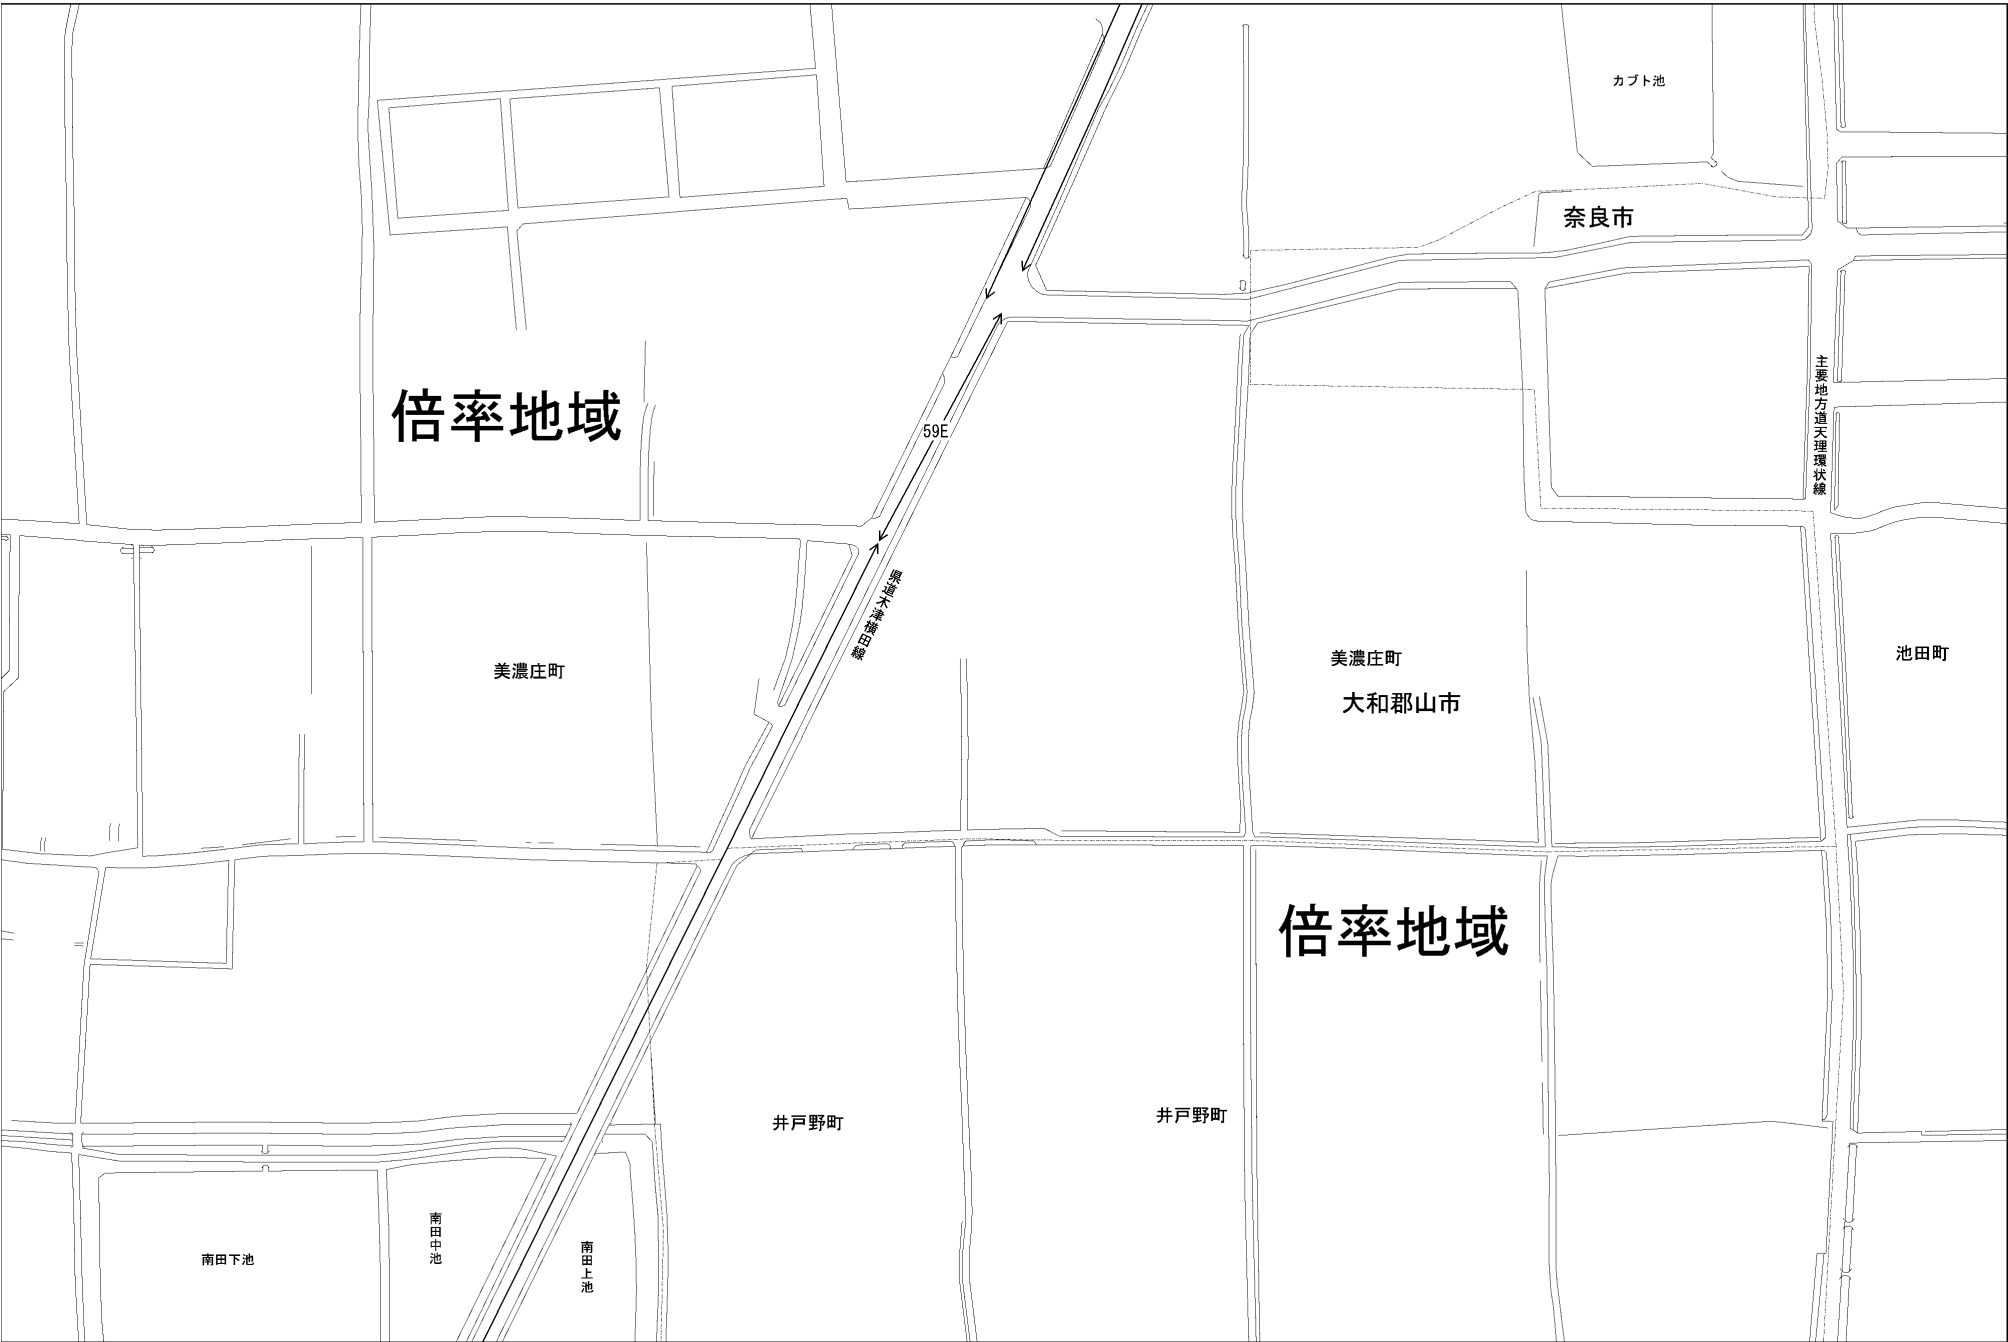 カブト池
奈良市
主要地方道天理環状線
倍率地域
59E
県道木津横田線
美濃庄町
美濃庄町
池田町
大和郡山市
倍率地域
井戸野町
井戸野町
南田中池
南田下池
南田上池